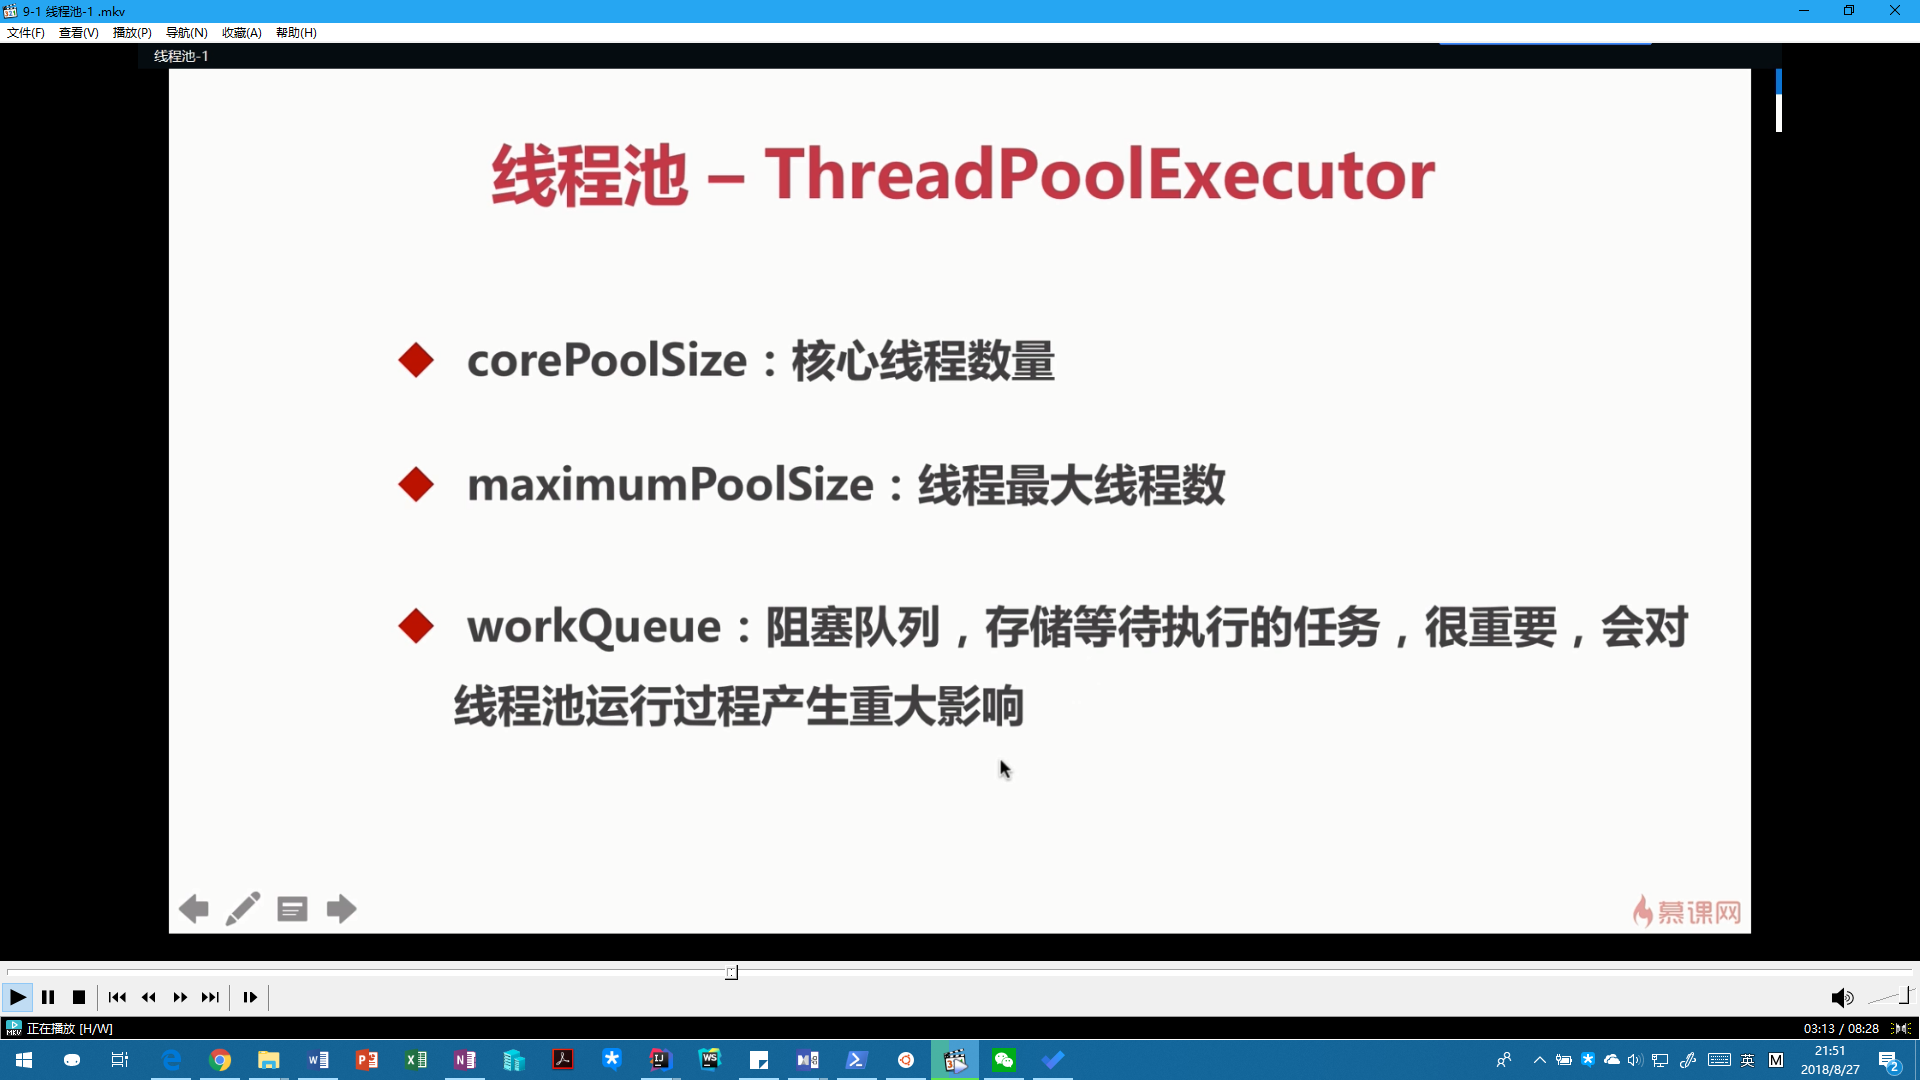 9-1 线程池-1 .mkv
文件(F) 查看(V) 播放(P) 导航(N) 收藏(A) 帮助(H)
线程池-1
线程池 – ThreadPoolExecutor
corePoolSize：核心线程数量
maximumPoolSize：线程最大线程数
workQueue：阻塞队列，存储等待执行的任务，很重要，会对
线程池运行过程产生重大影响
慕课网
正在播放 [H/W]
03:13 / 08:28
英
M
21:51
2018/8/27
2